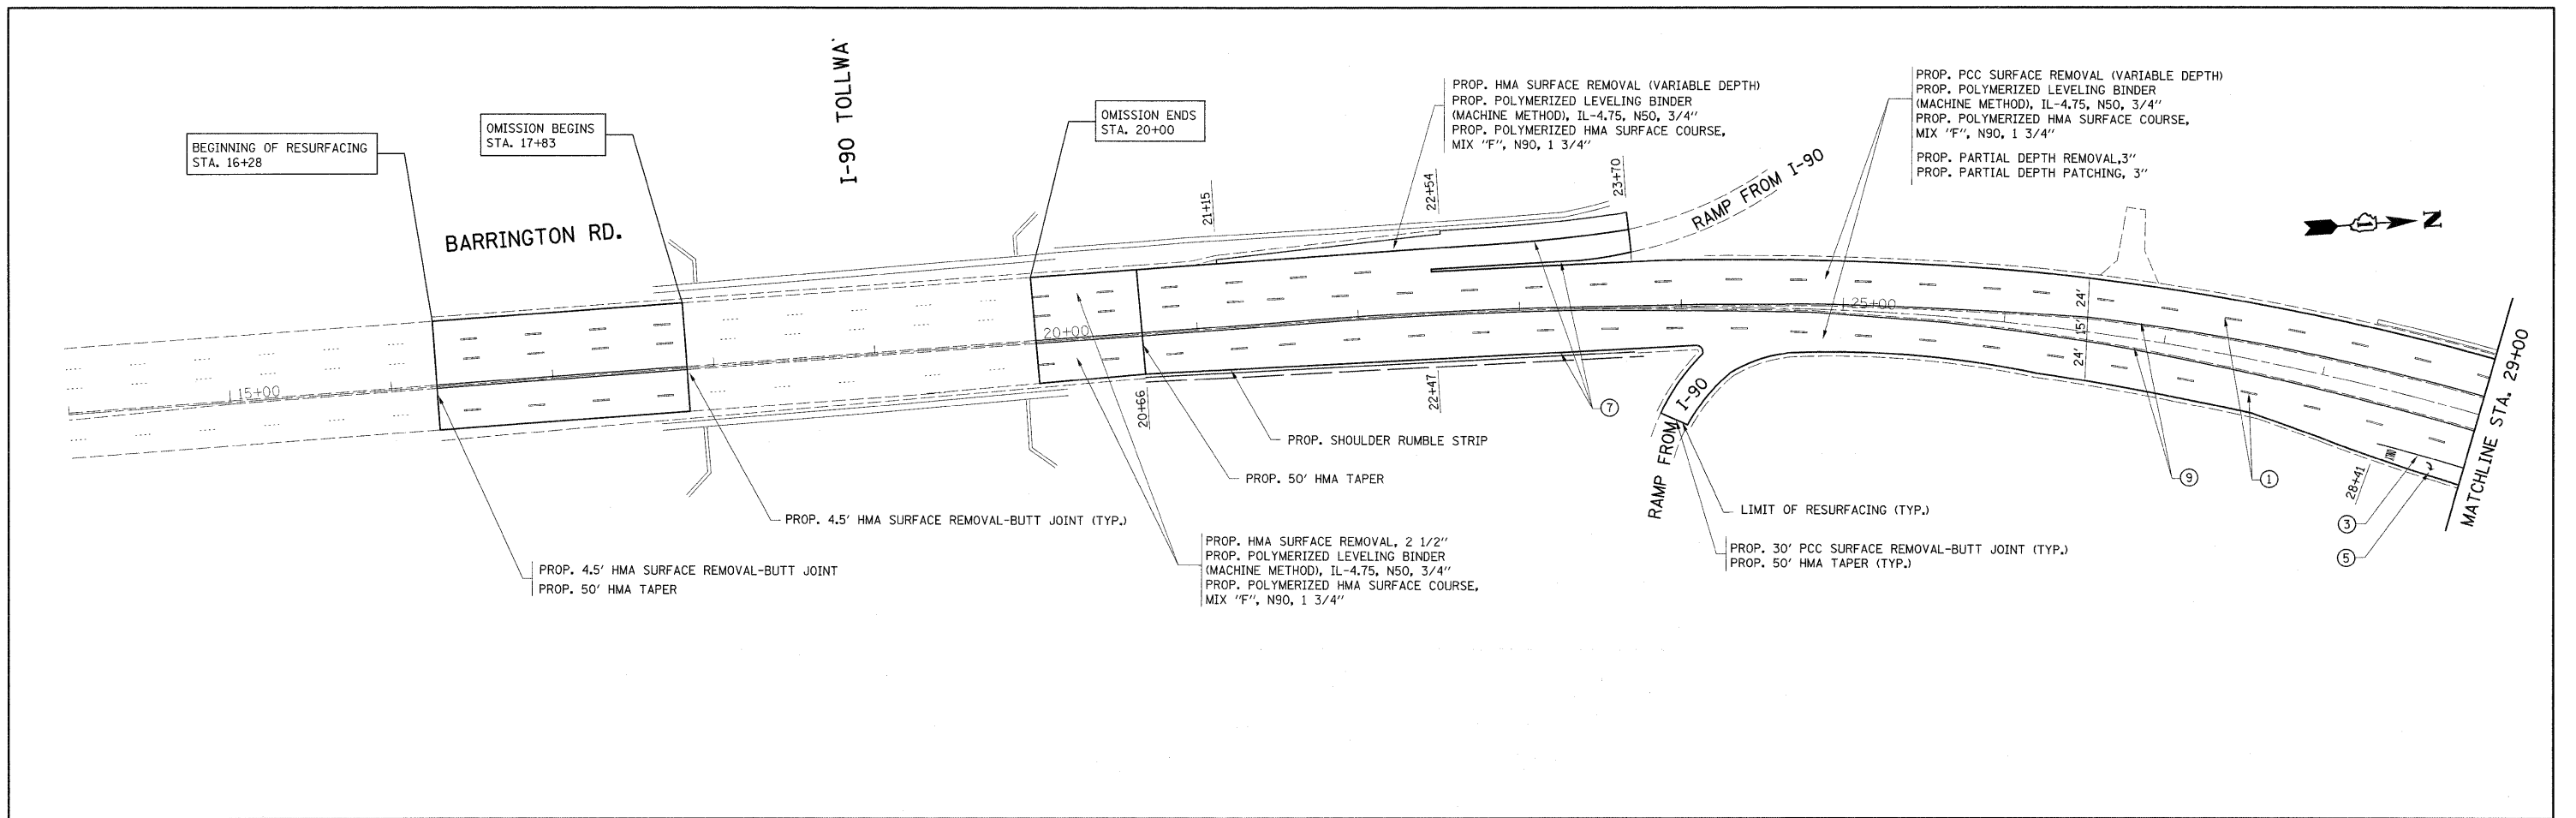 BEGINNING OF RESURFACING
STA. 16+28
OMISSION BEGINS
STA. 17+83
I-90 TOLLWA
OMISSION ENDS
STA. 20+00
PROP. HMA SURFACE REMOVAL (VARIABLE DEPTH)
PROP. POLYMERIZED LEVELING BINDER
(MACHINE METHOD), IL-4.75, N50, 3/4"
PROP. POLYMERIZED HMA SURFACE COURSE,
MIX "F", N90, 1 3/4"
PROP. PCC SURFACE REMOVAL (VARIABLE DEPTH)
PROP. POLYMERIZED LEVELING BINDER
(MACHINE METHOD), IL-4.75, N50, 3/4"
PROP. POLYMERIZED HMA SURFACE COURSE,
MIX "F", N90, 1 3/4"
PROP. PARTIAL DEPTH REMOVAL,3"
PROP. PARTIAL DEPTH PATCHING, 3"
BARRINGTON RD.
21+15
22+54
23+70
RAMP FROM I-90
N
15+00
20+00
25+00
24'
15'
24'
20+66
22+47
28+41
MATCHLINE STA. 29+00
RAMP FROM I-90
7
9
1
3
5
PROP. SHOULDER RUMBLE STRIP
PROP. 50' HMA TAPER
PROP. 4.5' HMA SURFACE REMOVAL-BUTT JOINT (TYP.)
LIMIT OF RESURFACING (TYP.)
PROP. 4.5' HMA SURFACE REMOVAL-BUTT JOINT
PROP. 50' HMA TAPER
PROP. HMA SURFACE REMOVAL, 2 1/2"
PROP. POLYMERIZED LEVELING BINDER
(MACHINE METHOD), IL-4.75, N50, 3/4"
PROP. POLYMERIZED HMA SURFACE COURSE,
MIX "F", N90, 1 3/4"
PROP. 30' PCC SURFACE REMOVAL-BUTT JOINT (TYP.)
PROP. 50' HMA TAPER (TYP.)